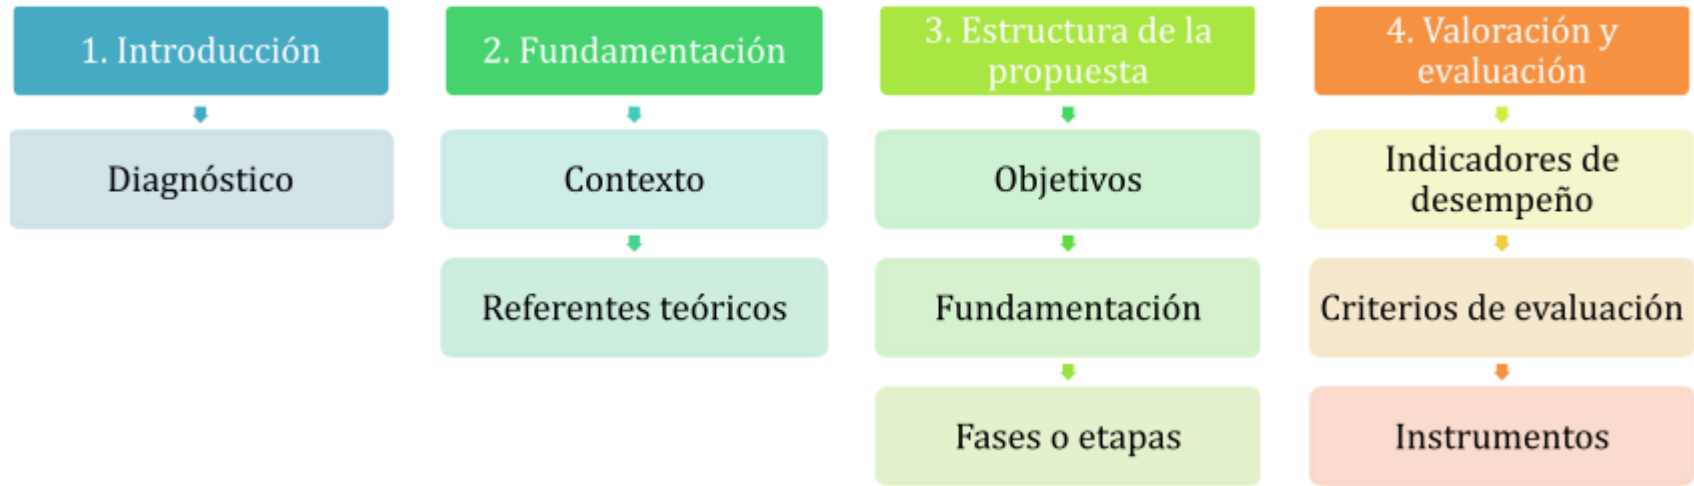 1. Introducción
Diagnóstico
2. Fundamentación
Contexto
Referentes teóricos
3. Estructura de la
propuesta
Objetivos
Fundamentación
Fases o etapas
4. Valoración y
evaluación
Indicadores de
desempeño
Criterios de evaluación
Instrumentos